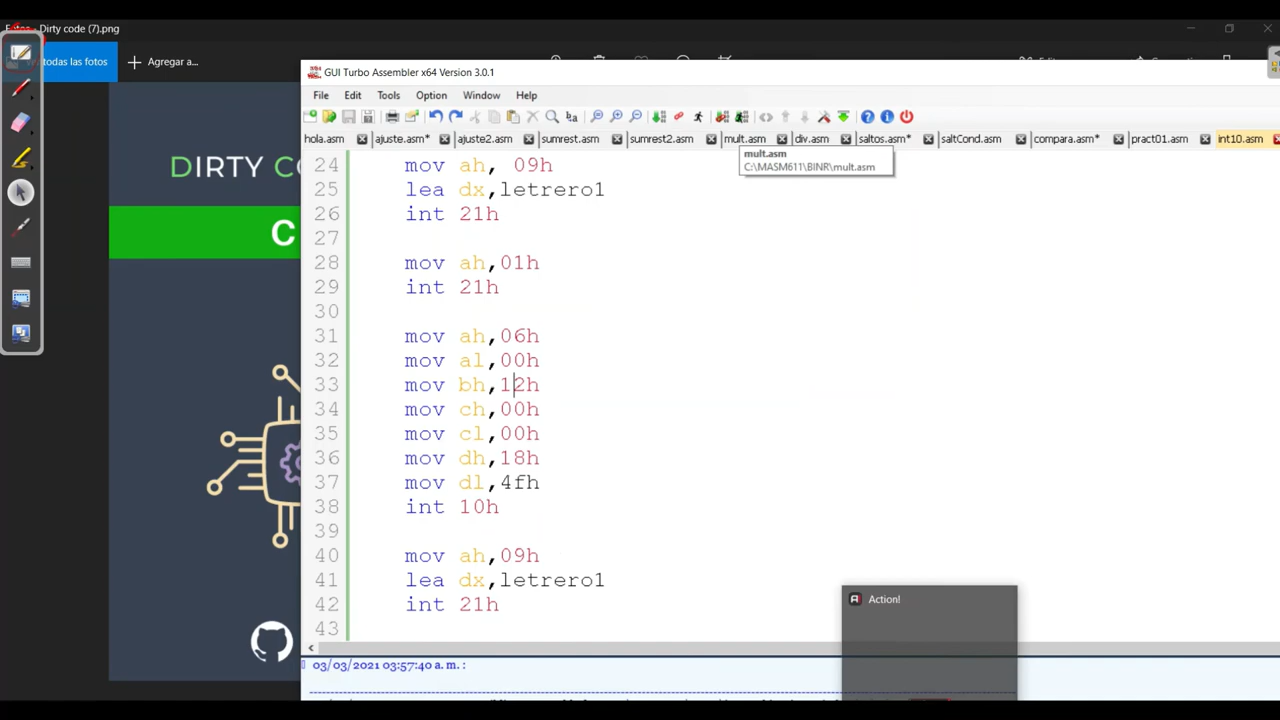 Fotos - Dirty code (7).png
todas las fotos
Agregar a...
GUI Turbo Assembler x64 Version 3.0.1
File Edit Tools Option Window Help
hola.asm ajuste.asm* ajuste2.asm sumrest.asm sumrest2.asm mult.asm div.asm saltos.asm* saltCond.asm compara.asm* pract01.asm int10.asm
mult.asm
C:\MASM611\BINR\mult.asm
DIRTY
C
24 mov ah, 09h
25 lea dx,letrero1
26 int 21h
27
28 mov ah,01h
29 int 21h
30
31 mov ah,06h
32 mov al,00h
33 mov bh,12h
34 mov ch,00h
35 mov cl,00h
36 mov dh,18h
37 mov dl,4fh
38 int 10h
39
40 mov ah,09h
41 lea dx,letrero1
42 int 21h
43
Action!
03/03/2021 03:57:40 a. m. :